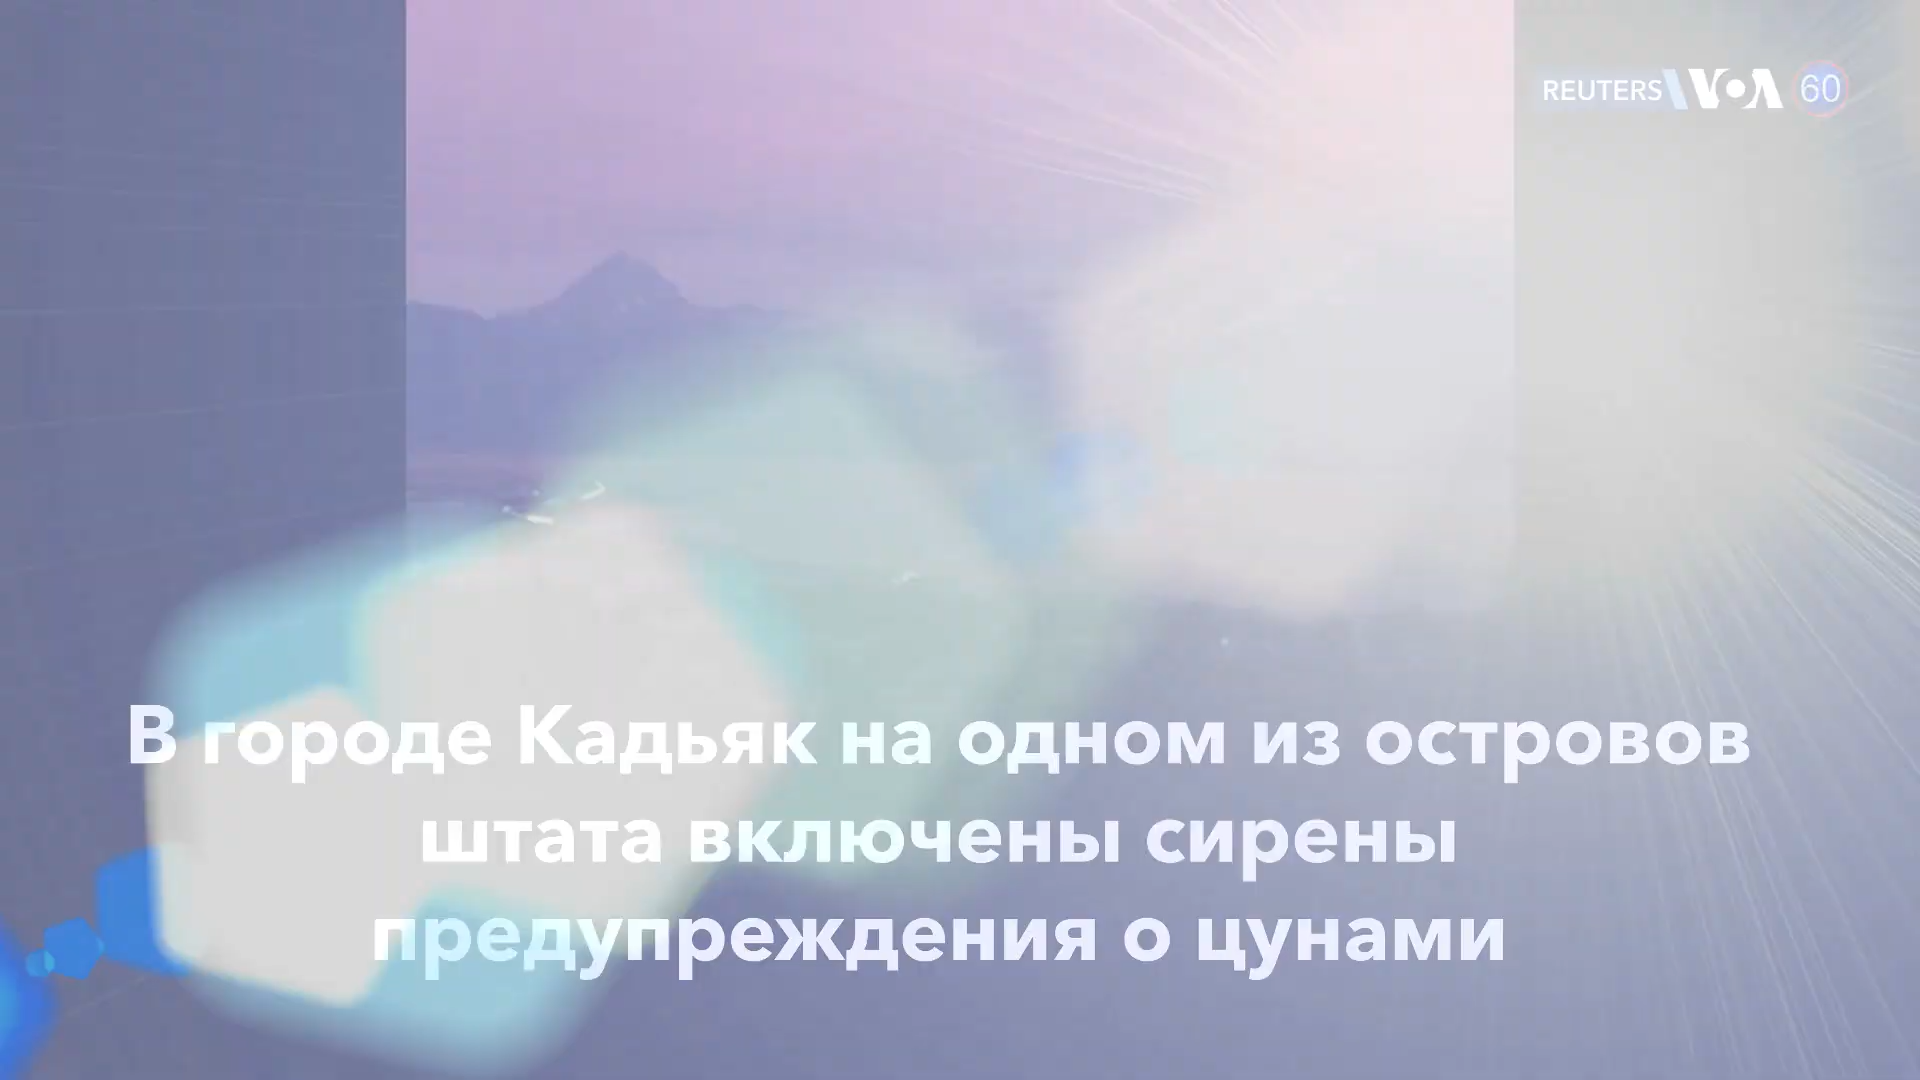 REUTERS VOA 60
В городе Кадьяк на одном из островов
штата включены сирены
предупреждения о цунами